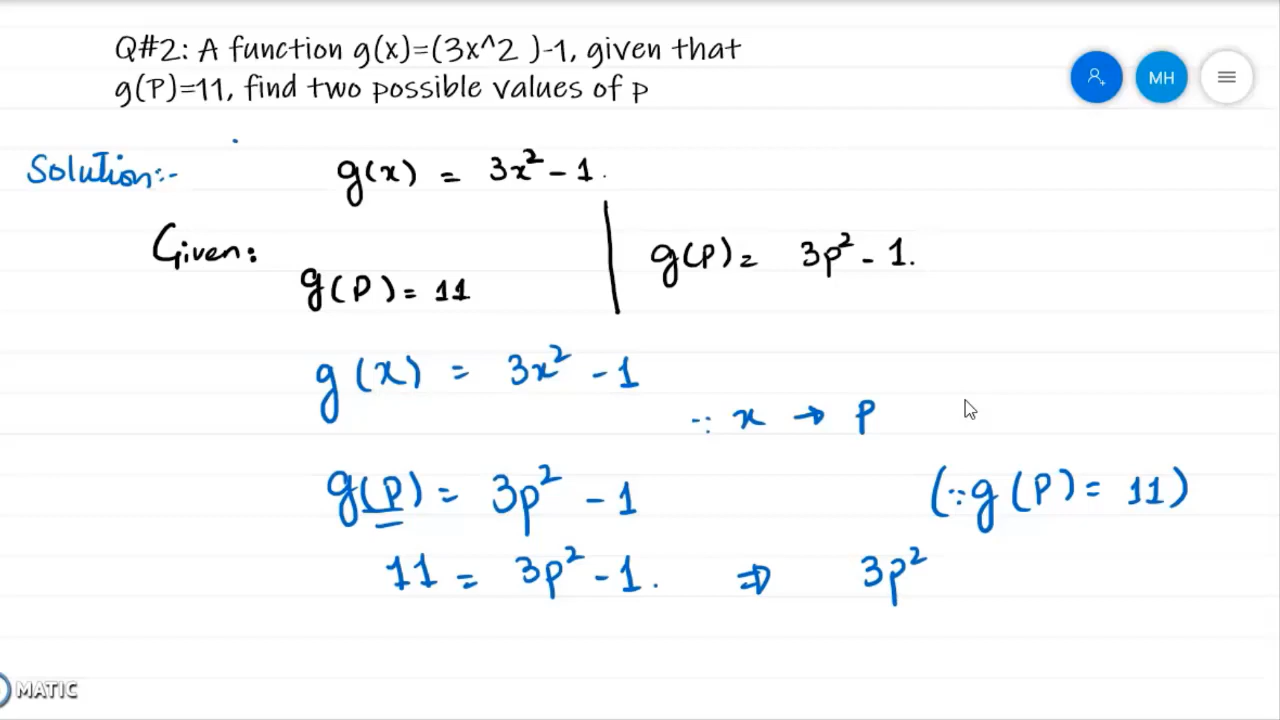 Q#2: A function g(x)=(3x^2 )-1, given that
g(P)=11, find two possible values of p
MH
Solution:-
g(x) = 3x² - 1.
Given:
g(P) = 11
g(P) = 3p² - 1.
g(x) = 3x² - 1
∵ x → p
g(p) = 3p² - 1
(∵ g(P) = 11)
11 = 3p² - 1. ⇒ 3p²
MATIC